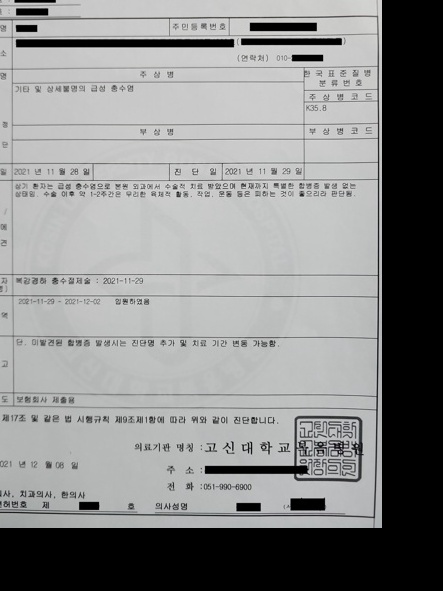 명 주민등록번호
소
(연락처) 010-
명 주 상 병 한 국 표 준 질 병
분 류 번 호
기타 및 상세불명의 급성 충수염 주 상 병 코 드
K35.8
정 부 상 병 부 상 병 코 드
단
일 2021 년 11 월 28 일 진 단 일 2021 년 11 월 29 일
상기 환자는 급성 충수염으로 본원 외과에서 수술적 치료 받았으며 현재까지 특별한 합병증 발생 없는
상태임. 수술 이후 약 1-2주간은 무리한 육체적 활동, 작업, 운동 등은 피하는 것이 좋으리라 판단됨.
에
견
복강경하 충수절제술 : 2021-11-29
역 2021-11-29 - 2021-12-02 입원하였음
단. 미발견된 합병증 발생시는 진단명 추가 및 치료 기간 변동 가능함.
고
도 보험회사 제출용
제17조 및 같은 법 시행규칙 제9조제1항에 따라 위와 같이 진단합니다.
의료기관 명칭 : 고신대학교복음병원
021 년 12 월 08 일 주 소 :
전 화 :051-990-6900
사, 치과의사, 한의사
허번호 제 호 의사성명